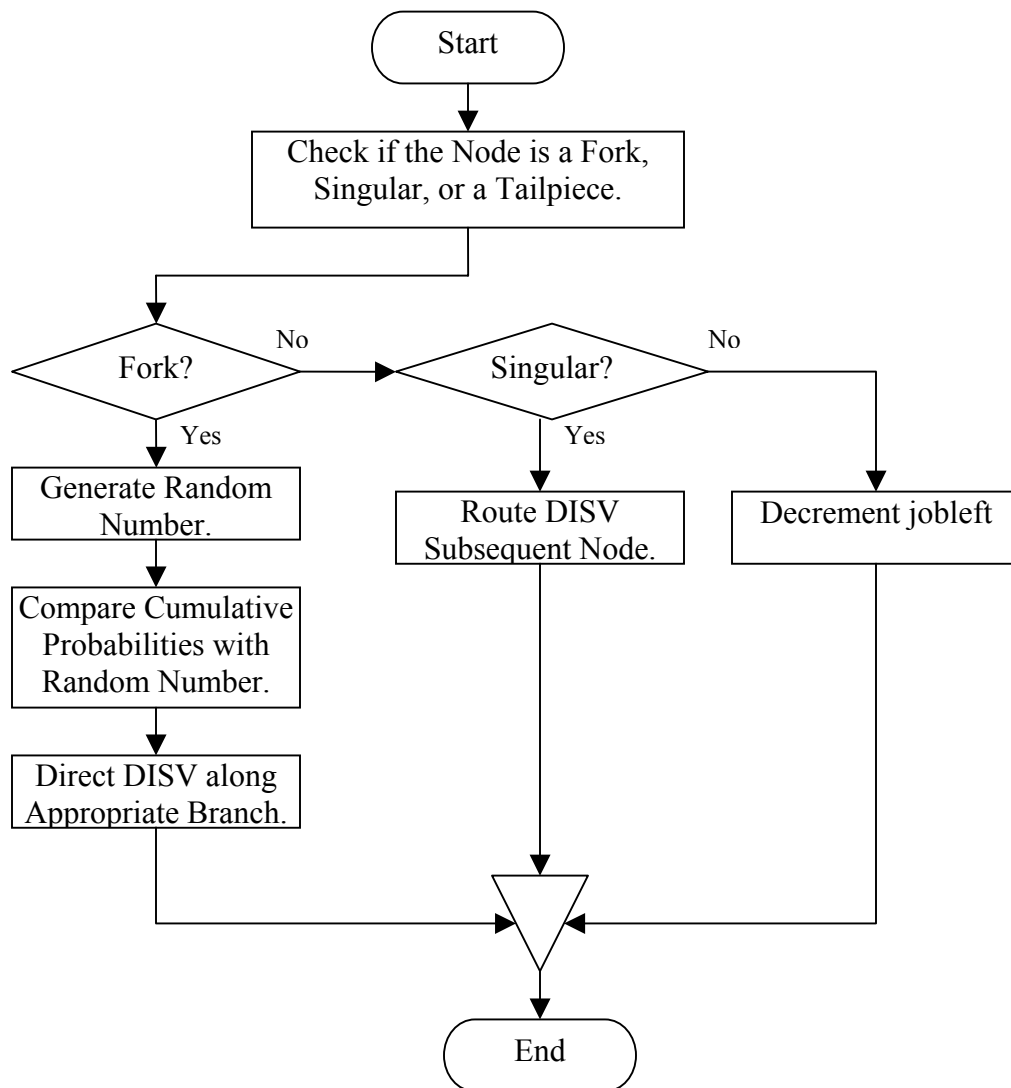 Start
Check if the Node is a Fork,
Singular, or a Tailpiece.
Fork?
No
Singular?
No
Yes
Yes
Generate Random
Number.
Route DISV
Subsequent Node.
Decrement jobleft
Compare Cumulative
Probabilities with
Random Number.
Direct DISV along
Appropriate Branch.
End